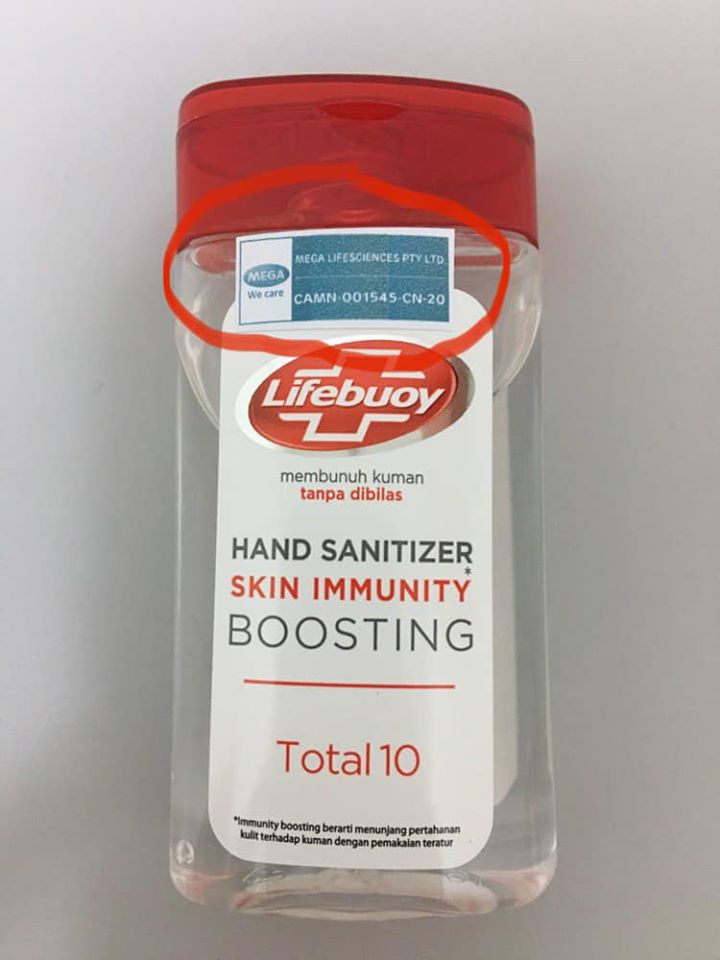 MEGA LIFESCIENCES PTY LTD.
MEGA
We care
CAMN-001545-CN-20
Lifebuoy
membunuh kuman
tanpa dibilas
HAND SANITIZER
SKIN IMMUNITY*
BOOSTING
Total 10
*Immunity boosting berarti menunjang pertahanan
kulit terhadap kuman dengan pemakaian teratur